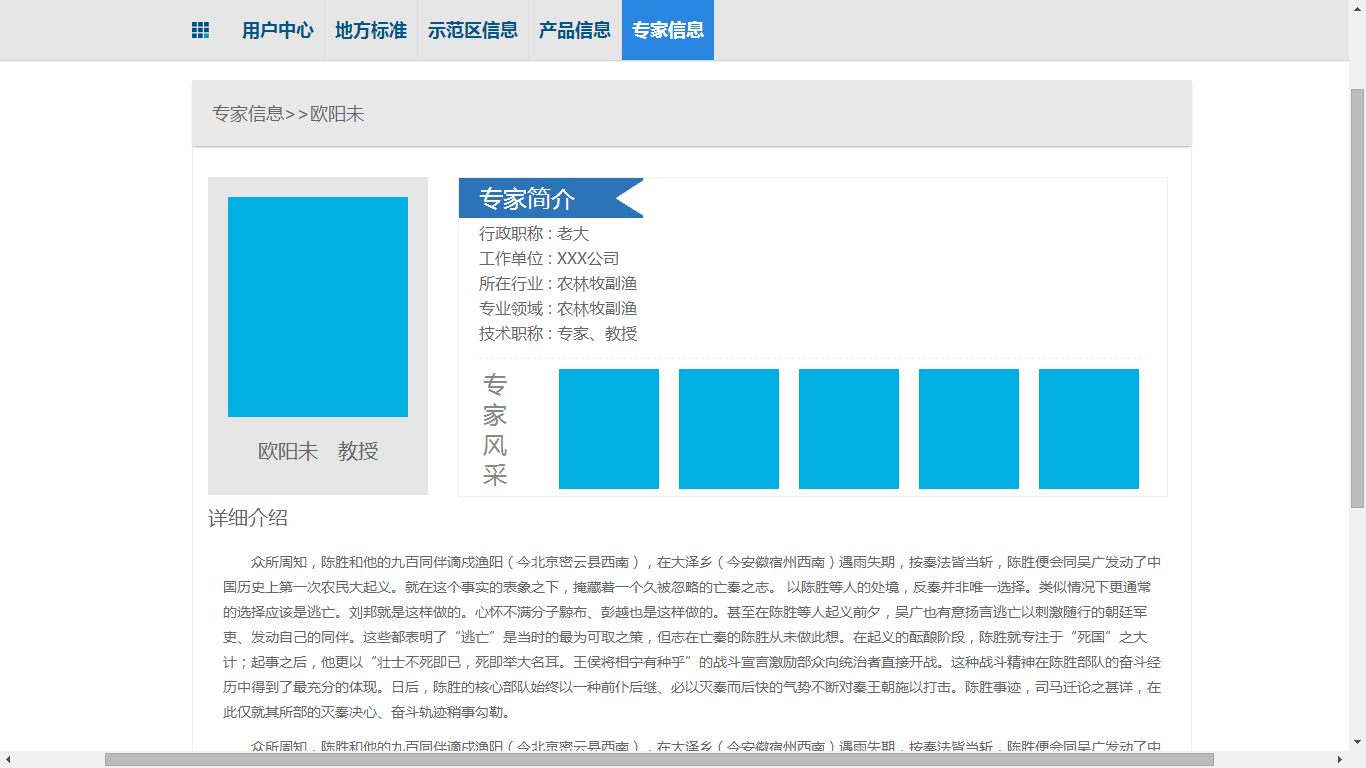 用户中心 地方标准 示范区信息 产品信息 专家信息
专家信息>>欧阳未
专家简介
行政职称：老大
工作单位：XXX公司
所在行业：农林牧副渔
专业领域：农林牧副渔
技术职称：专家、教授
专
家
风
采
欧阳未 教授
详细介绍
众所周知，陈胜和他的九百同伴谪戍渔阳（今北京密云县西南），在大泽乡（今安徽宿州西南）遇雨失期，按秦法皆当斩，陈胜便会同吴广发动了中
国历史上第一次农民大起义。就在这个事实的表象之下，掩藏着一个久被忽略的亡秦之志。 以陈胜等人的处境，反秦并非唯一选择。类似情况下更通常
的选择应该是逃亡。刘邦就是这样做的。心怀不满分子黥布、彭越也是这样做的。甚至在陈胜等人起义前夕，吴广也有意扬言逃亡以刺激随行的朝廷军
吏、发动自己的同伴。这些都表明了“逃亡”是当时的最为可取之策，但志在亡秦的陈胜从未做此想。在起义的酝酿阶段，陈胜就专注于“死国”之大
计；起事之后，他更以“壮士不死即已，死即举大名耳。王侯将相宁有种乎”的战斗宣言激励部众向统治者直接开战。这种战斗精神在陈胜部队的奋斗经
历中得到了最充分的体现。日后，陈胜的核心部队始终以一种前仆后继、必以灭秦而后快的气势不断对秦王朝施以打击。陈胜事迹，司马迁论之甚详，在
此仅就其所部的灭秦决心、奋斗轨迹稍事勾勒。
众所周知，陈胜和他的九百同伴谪戍渔阳（今北京密云县西南），在大泽乡（今安徽宿州西南）遇雨失期，按秦法皆当斩，陈胜便会同吴广发动了中